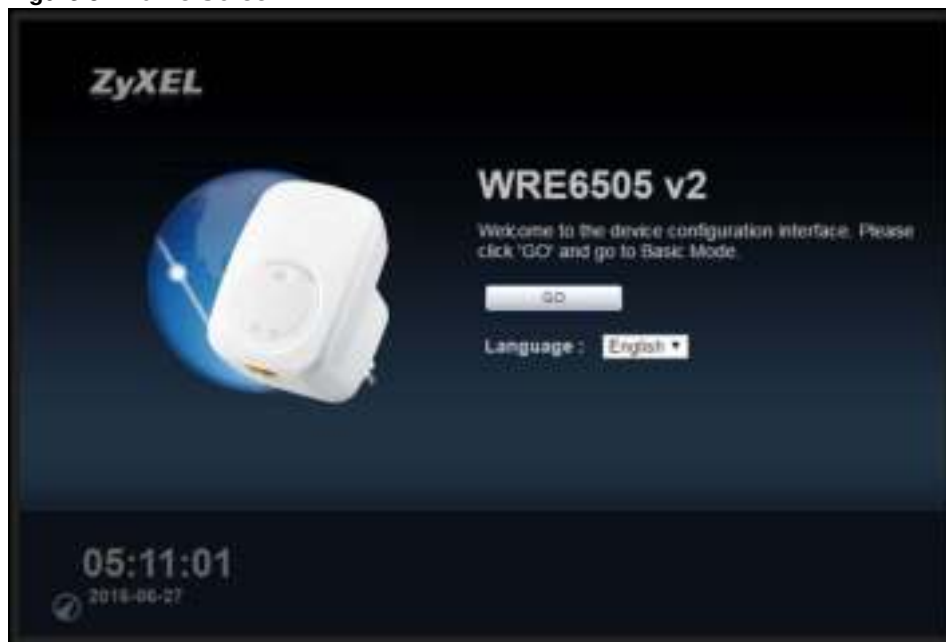 ZyXEL
WRE6505 v2
Welcome to the device configuration interface. Please
click 'GO' and go to Basic Mode.
GO
Language : English
05:11:01